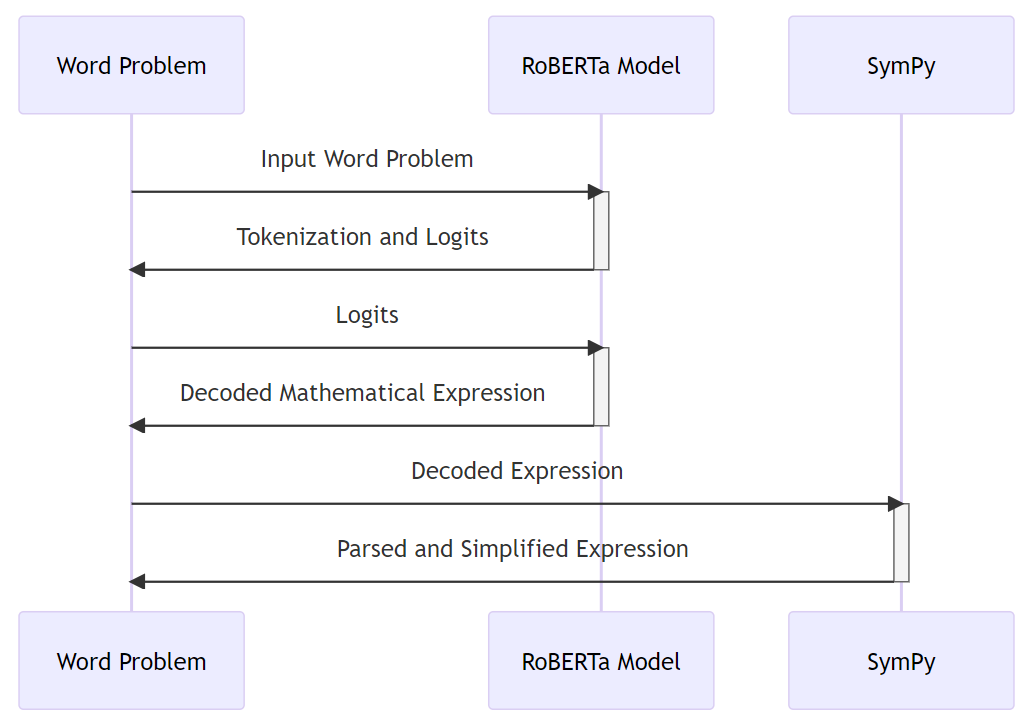 Word Problem
RoBERTa Model
SymPy
Input Word Problem
Tokenization and Logits
Logits
Decoded Mathematical Expression
Decoded Expression
Parsed and Simplified Expression
Word Problem
RoBERTa Model
SymPy